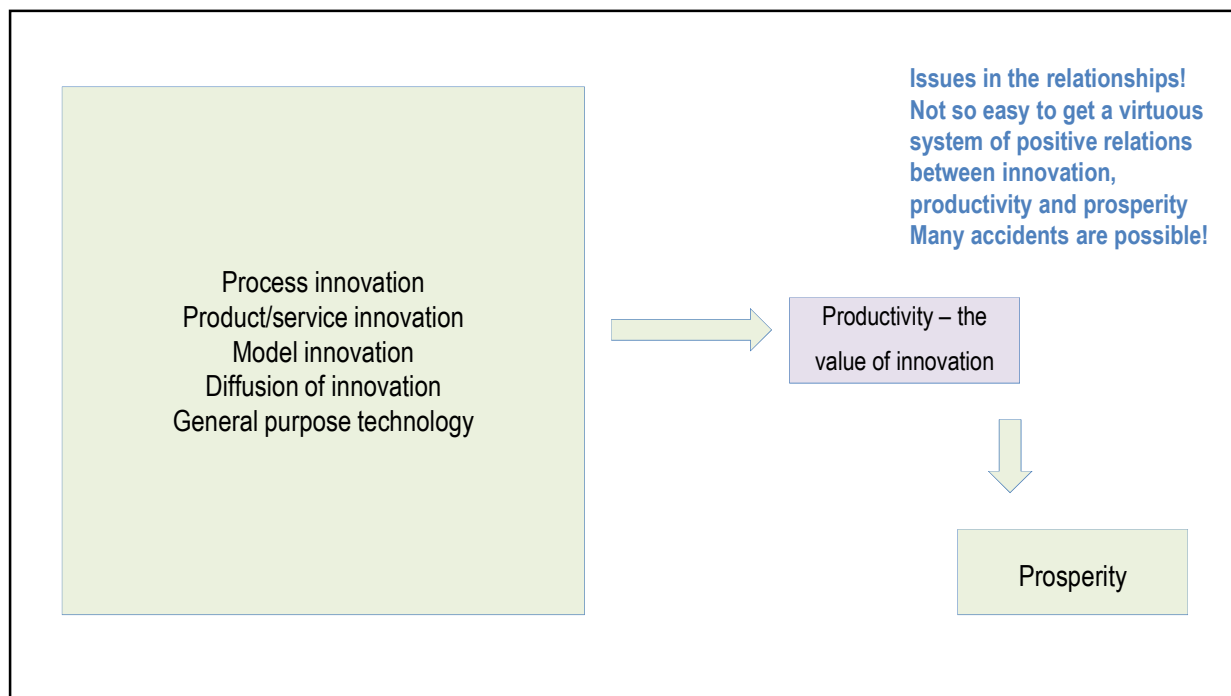 Issues in the relationships!
Not so easy to get a virtuous
system of positive relations
between innovation,
productivity and prosperity
Many accidents are possible!
Process innovation
Product/service innovation
Model innovation
Diffusion of innovation
General purpose technology
Productivity – the
value of innovation
Prosperity